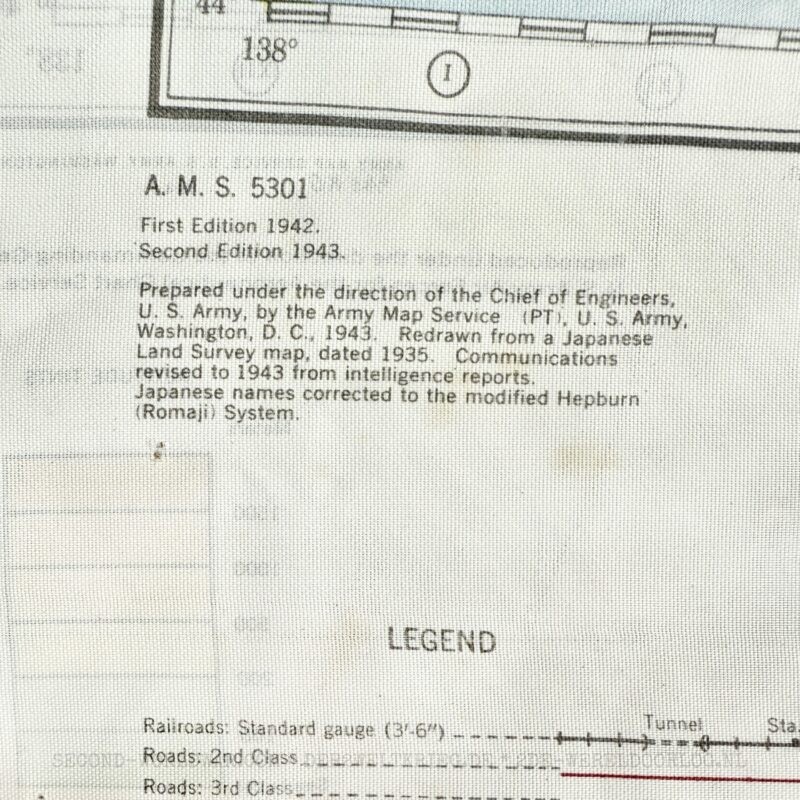 44
138°
I
A. M. S. 5301
First Edition 1942.
Second Edition 1943.
Prepared under the direction of the Chief of Engineers,
U. S. Army, by the Army Map Service (PT), U. S. Army,
Washington, D. C., 1943. Redrawn from a Japanese
Land Survey map, dated 1935. Communications
revised to 1943 from intelligence reports.
Japanese names corrected to the modified Hepburn
(Romaji) System.
LEGEND
Tunnel Sta.
Railroads: Standard gauge (3'-6")
Roads: 2nd Class
Roads: 3rd Class